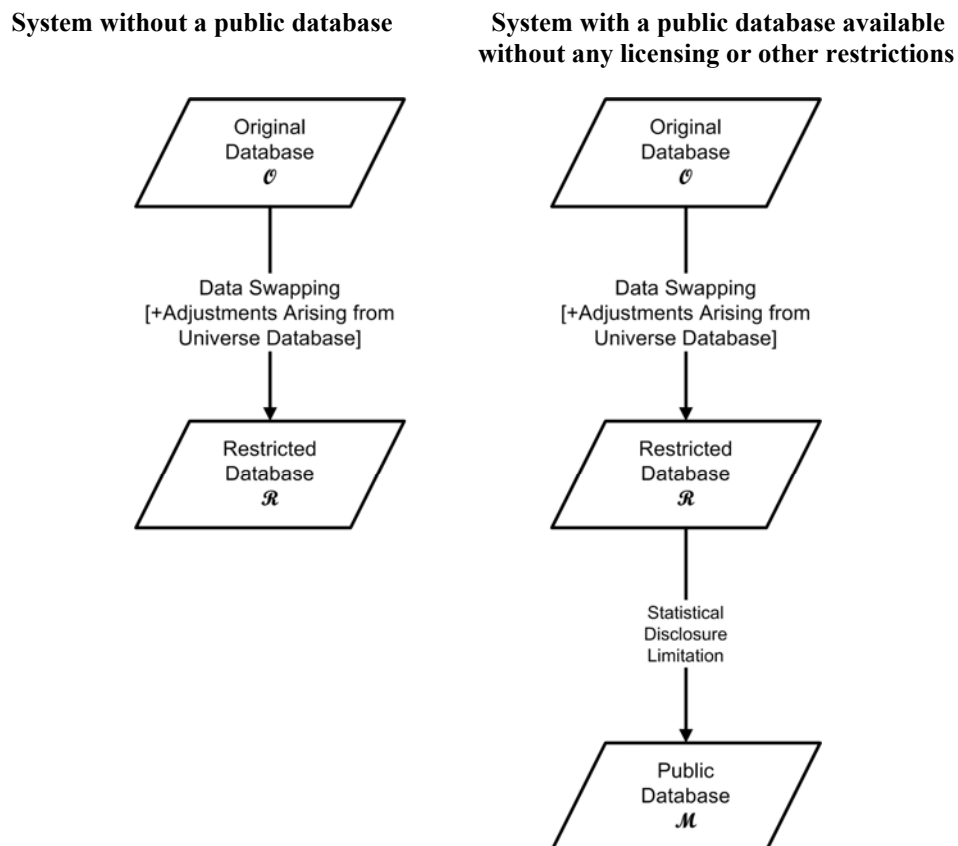 System without a public database
Original
Database
𝒪
Data Swapping
[+Adjustments Arising from
Universe Database]
Restricted
Database
ℛ
System with a public database available
without any licensing or other restrictions
Original
Database
𝒪
Data Swapping
[+Adjustments Arising from
Universe Database]
Restricted
Database
ℛ
Statistical
Disclosure
Limitation
Public
Database
ℳ